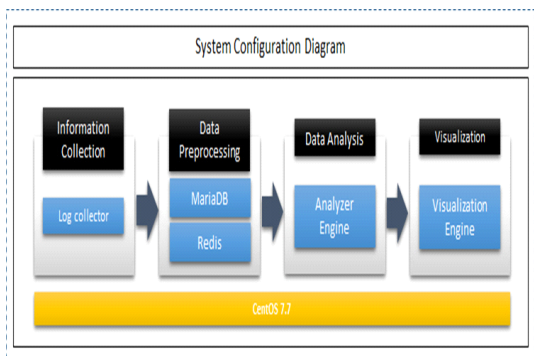 System Configuration Diagram
Information
Collection
Log collector
Data
Preprocessing
MariaDB
Redis
Data Analysis
Analyzer
Engine
Visualization
Visualization
Engine
CentOS 7.7